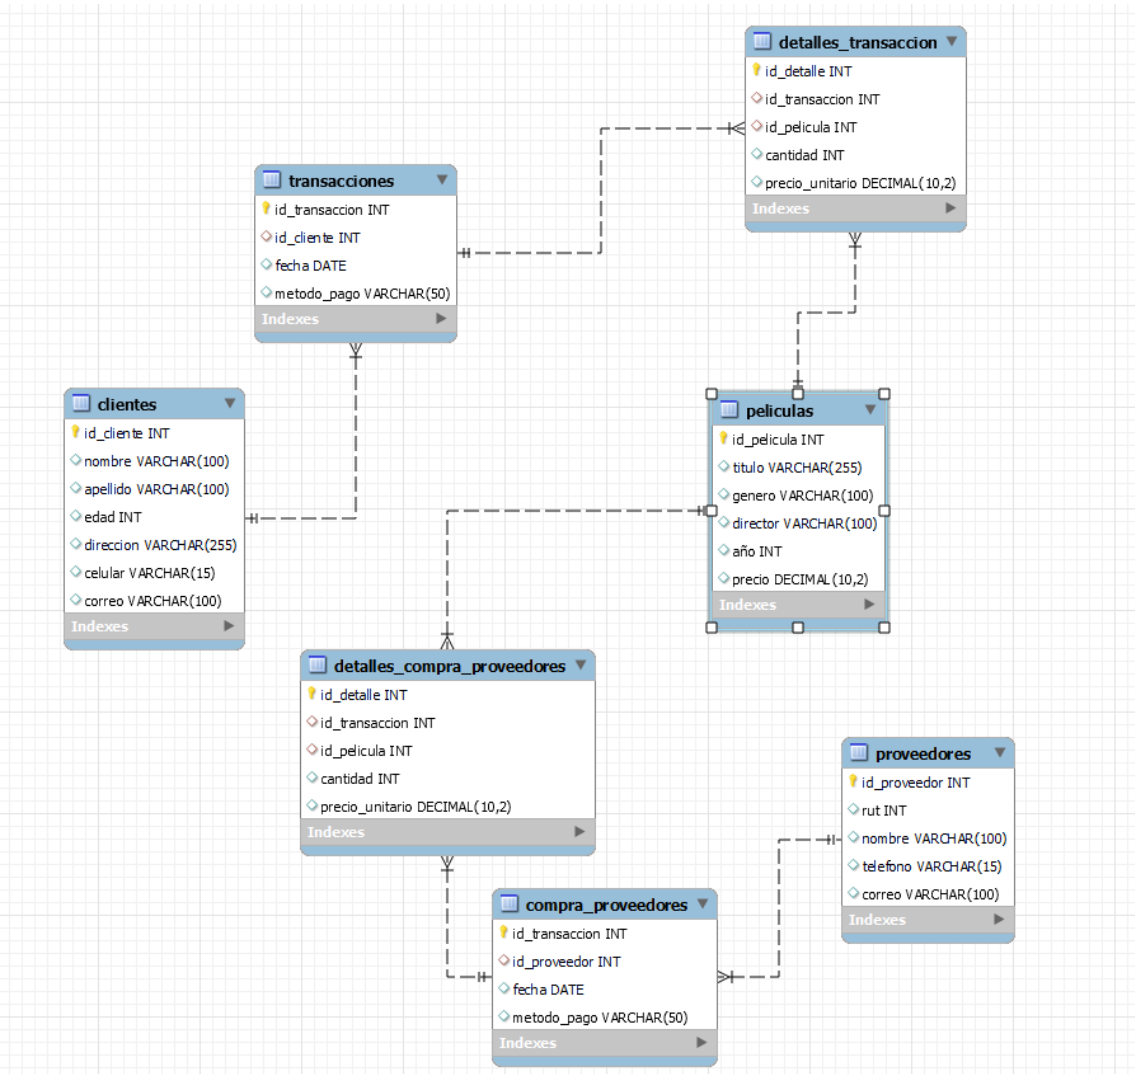 detalles_transaccion
id_detalle INT
id_transaccion INT
id_pelicula INT
cantidad INT
precio_unitario DECIMAL(10,2)
Indexes
transacciones
id_transaccion INT
id_cliente INT
fecha DATE
metodo_pago VARCHAR(50)
Indexes
clientes
id_cliente INT
nombre VARCHAR(100)
apellido VARCHAR(100)
edad INT
direccion VARCHAR(255)
celular VARCHAR(15)
correo VARCHAR(100)
Indexes
peliculas
id_pelicula INT
titulo VARCHAR(255)
genero VARCHAR(100)
director VARCHAR(100)
año INT
precio DECIMAL(10,2)
Indexes
detalles_compra_proveedores
id_detalle INT
id_transaccion INT
id_pelicula INT
cantidad INT
precio_unitario DECIMAL(10,2)
Indexes
proveedores
id_proveedor INT
rut INT
nombre VARCHAR(100)
telefono VARCHAR(15)
correo VARCHAR(100)
Indexes
compra_proveedores
id_transaccion INT
id_proveedor INT
fecha DATE
metodo_pago VARCHAR(50)
Indexes